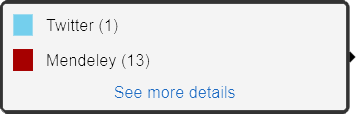 Twitter (1)
Mendeley (13)
See more details